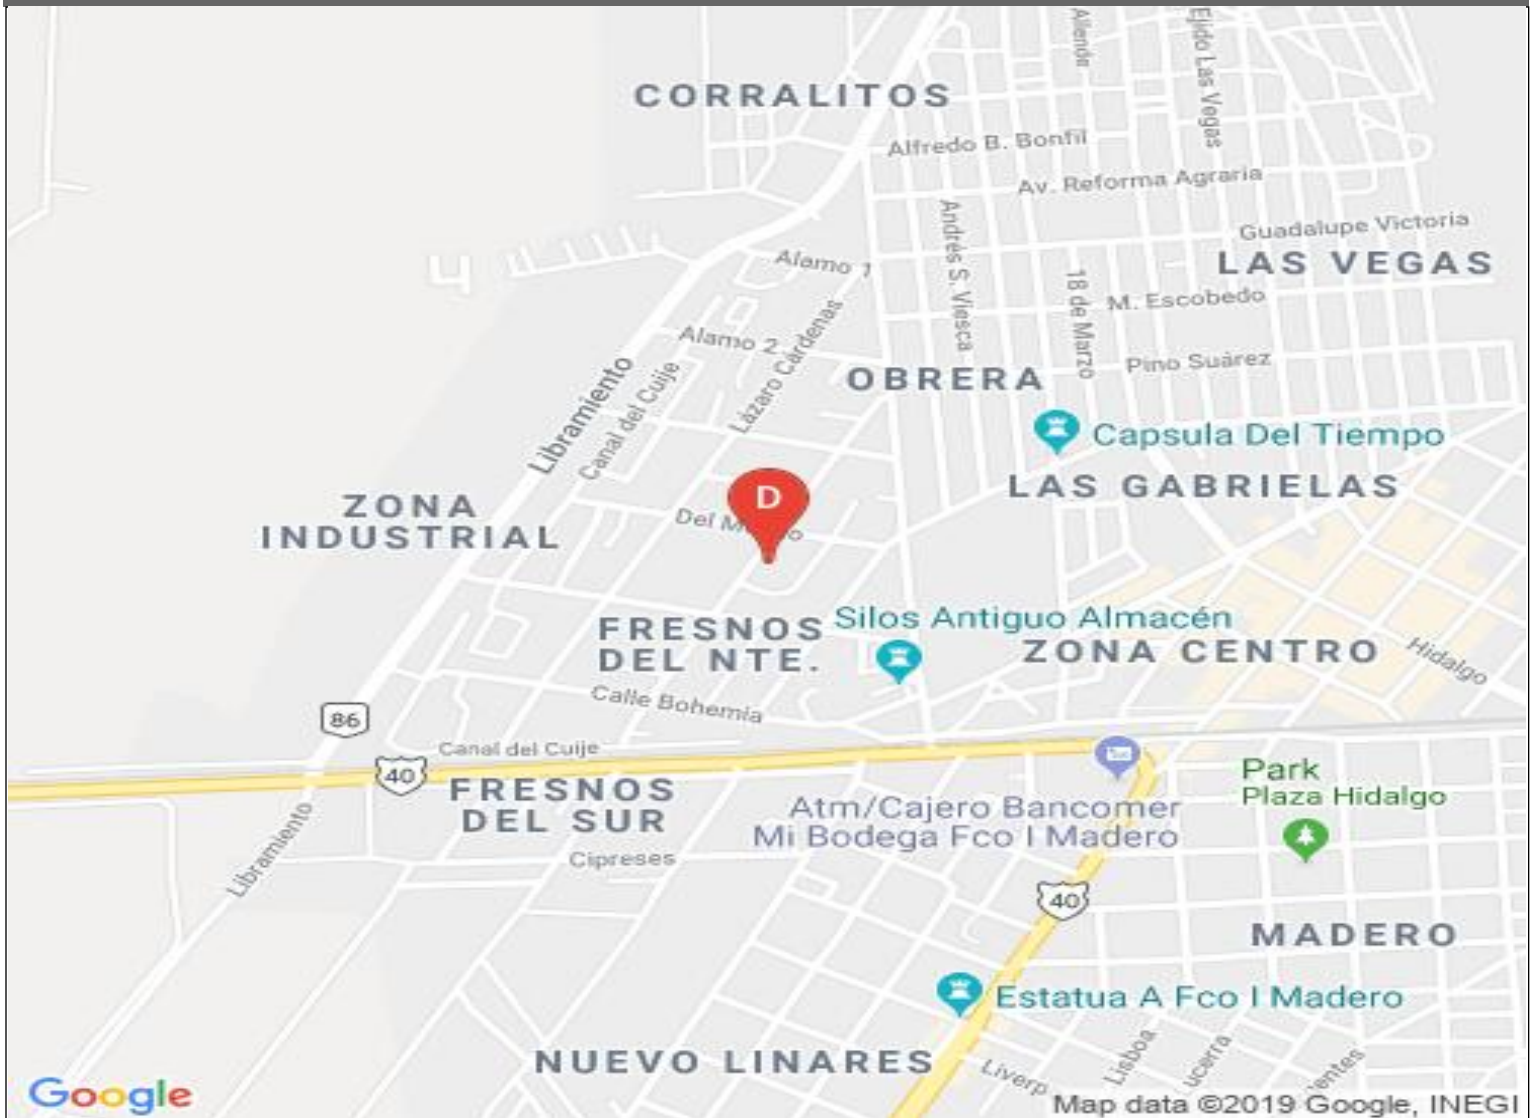 Allende
Ejido Las Vegas
CORRALITOS
Alfredo B. Bonfil
Av. Reforma Agraria
Andrés S. Viesca
Guadalupe Victoria
LAS VEGAS
Alamo 1
18 de Marzo
M. Escobedo
Lázaro Cárdenas
Alamo 2
Pino Suárez
Libramiento
Canal del Cuije
OBRERA
Capsula Del Tiempo
LAS GABRIELAS
D
ZONA
INDUSTRIAL
Del M
o
FRESNOS
DEL NTE.
Silos Antiguo Almacén
ZONA CENTRO
Hidalgo
Calle Bohemia
86
Canal del Cuije
40
FRESNOS
DEL SUR
Park
Plaza Hidalgo
Atm/Cajero Bancomer
Mi Bodega Fco I Madero
Libramiento
Cipreses
40
MADERO
Estatua A Fco I Madero
NUEVO LINARES
Liverp
Lisboa
ucerra
entes
Google
Map data ©2019 Google, INEGI